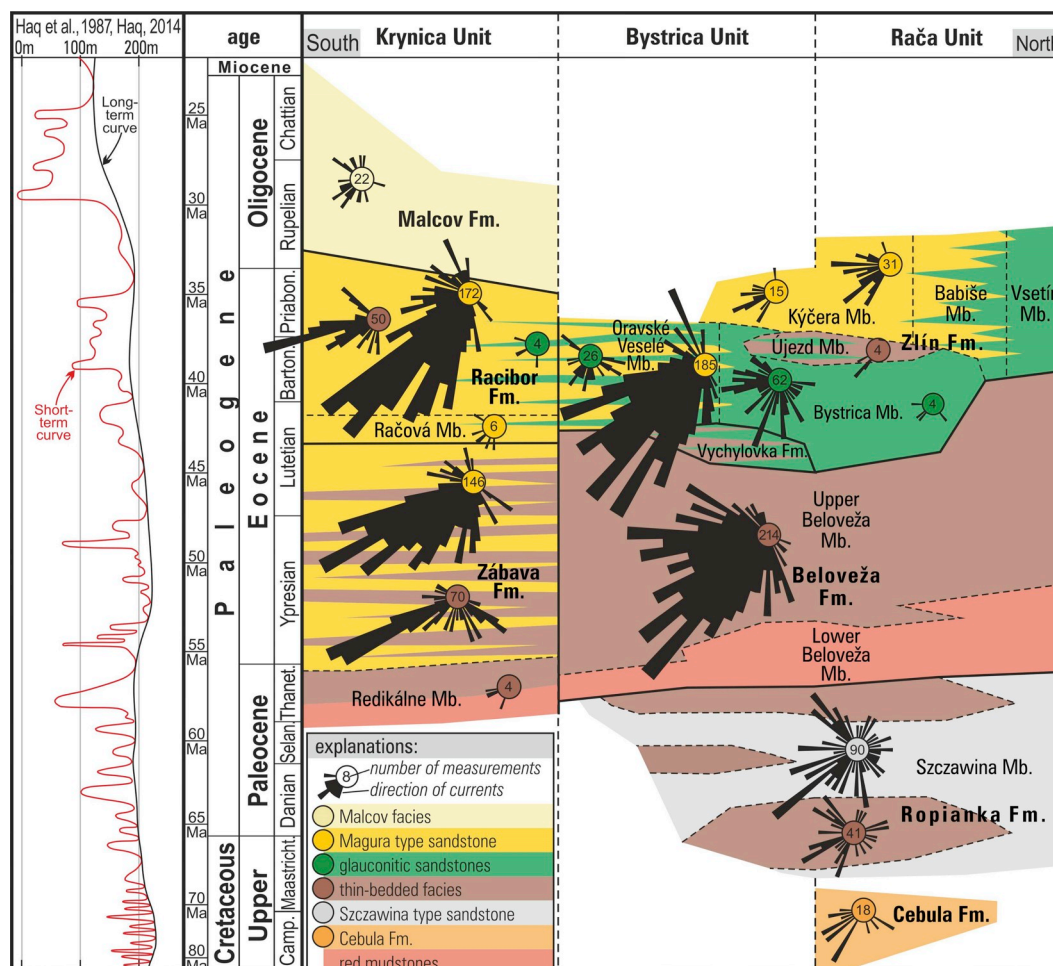 Haq et al., 1987, Haq, 2014
0m 100m 200m
age
South Krynica Unit
Bystrica Unit
Rača Unit North
Miocene
Long-
term
curve
Short-
term
curve
25
Ma
30
Ma
35
Ma
40
Ma
45
Ma
50
Ma
55
Ma
60
Ma
65
Ma
70
Ma
80
Ma
Paleogene
Cretaceous
Oligocene
Eocene
Paleocene
Upper
Chattian
Rupelian
Priabon.
Barton.
Lutetian
Ypresian
Thanet.
Selan.
Danian
Maastricht.
Camp.
22
Malcov Fm.
172
50
4
Racibor
Fm.
Račová Mb.
6
146
Zábava
Fm.
70
Redikálne Mb.
4
26
Oravské
Veselé
Mb.
185
15
Kýčera Mb.
31
Babiše
Mb.
Vsetín
Mb.
Újezd Mb.
4
Zlín Fm.
62
Bystrica Mb.
4
Vychylovka Fm.
Upper
Beloveža
Mb.
214
Beloveža
Fm.
Lower
Beloveža
Mb.
90
Szczawina Mb.
Ropianka Fm.
41
18
Cebula Fm.
explanations:
8 number of measurements
direction of currents
Malcov facies
Magura type sandstone
glauconitic sandstones
thin-bedded facies
Szczawina type sandstone
Cebula Fm.
red mudstones